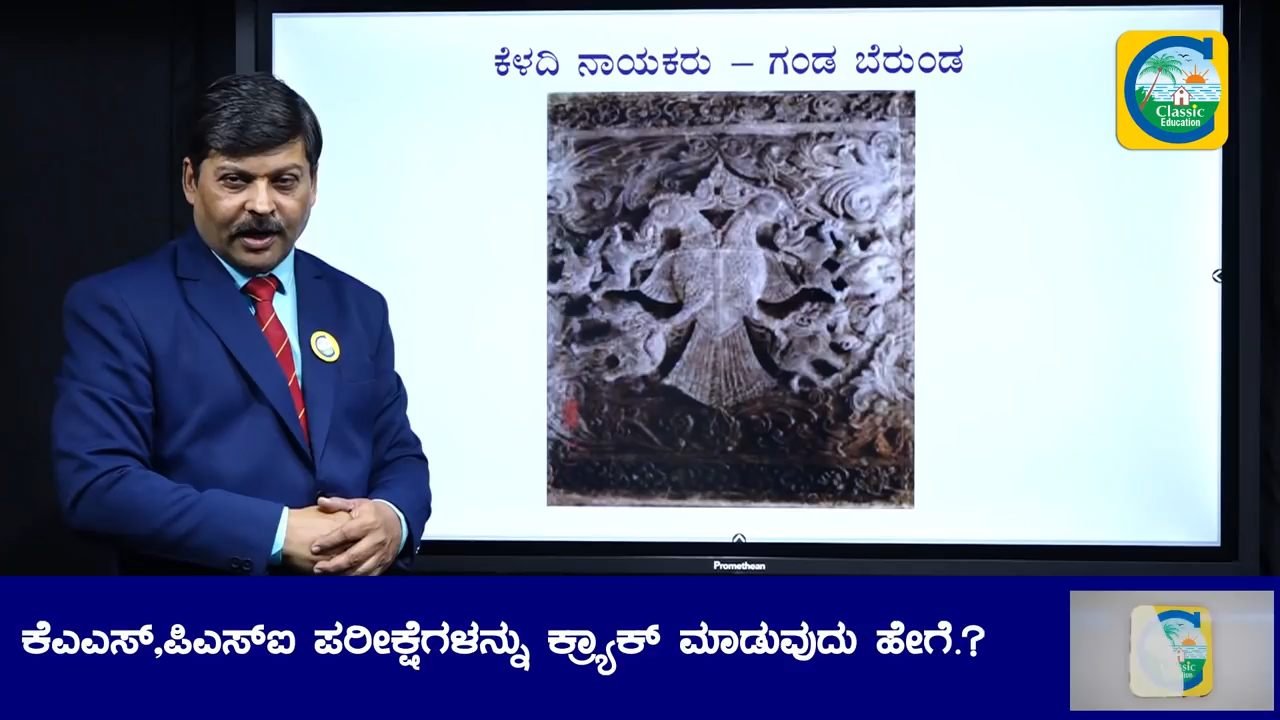 ಕೆಳದಿ ನಾಯಕರು – ಗಂಡ ಬೆರುಂಡ
Classic
Education
Promethean
ಕೆಎಎಸ್,ಪಿಎಸ್ಐ ಪರೀಕ್ಷೆಗಳನ್ನು ಕ್ರ್ಯಾಕ್ ಮಾಡುವುದು ಹೇಗೆ.?